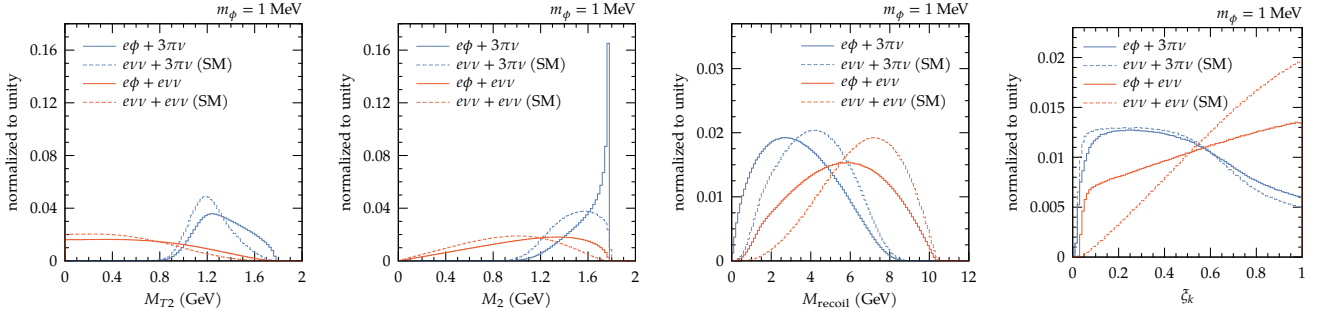 m_ϕ = 1 MeV
normalized to unity
0.16
0.12
0.08
0.04
0
eϕ + 3πν
eνν + 3πν (SM)
eϕ + eνν
eνν + eνν (SM)
0 0.4 0.8 1.2 1.6 2
M_{T2} (GeV)
m_ϕ = 1 MeV
normalized to unity
0.16
0.12
0.08
0.04
0
eϕ + 3πν
eνν + 3πν (SM)
eϕ + eνν
eνν + eνν (SM)
0 0.4 0.8 1.2 1.6 2
M_2 (GeV)
m_ϕ = 1 MeV
normalized to unity
0.03
0.02
0.01
0
eϕ + 3πν
eνν + 3πν (SM)
eϕ + eνν
eνν + eνν (SM)
0 2 4 6 8 10 12
M_recoil (GeV)
m_ϕ = 1 MeV
normalized to unity
0.02
0.015
0.01
0.005
0
eϕ + 3πν
eνν + 3πν (SM)
eϕ + eνν
eνν + eνν (SM)
0 0.2 0.4 0.6 0.8 1
ξ_k